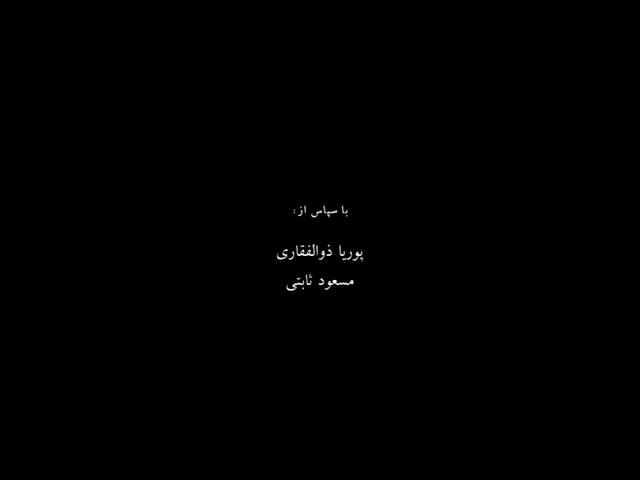 با سپاس از:
پوریا ذوالفقاری
مسعود ثابتی